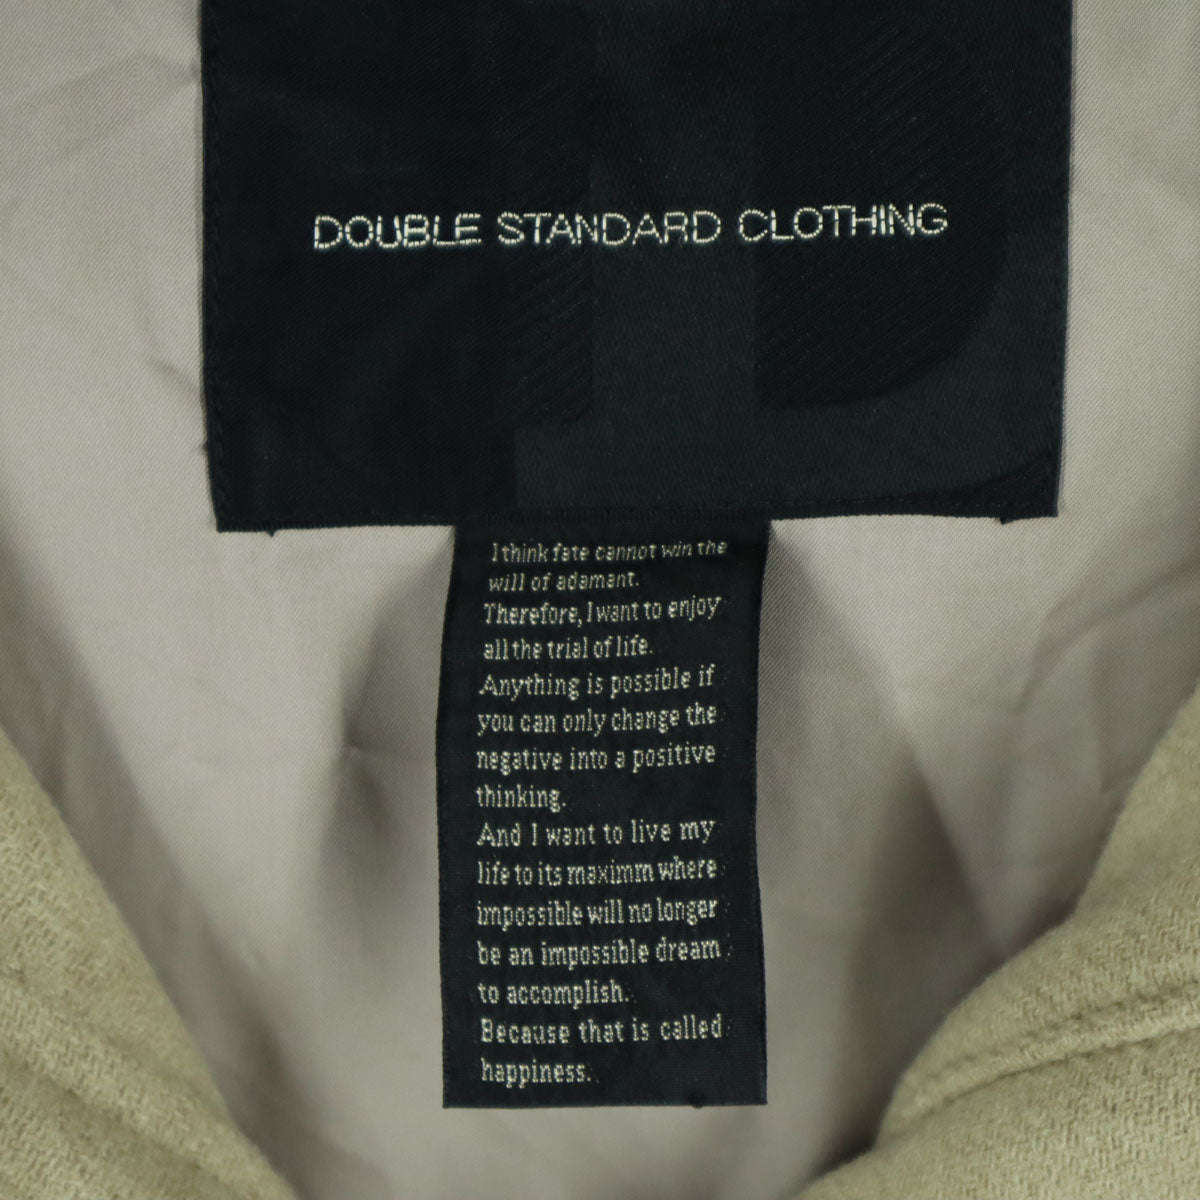 DOUBLE STANDARD CLOTHING
I think fate cannot win the
will of adamant.
Therefore, I want to enjoy
all the trial of life.
Anything is possible if
you can only change the
negative into a positive
thinking.
And I want to live my
life to its maximm where
impossible will no longer
be an impossible dream
to accomplish.
Because that is called
happiness.